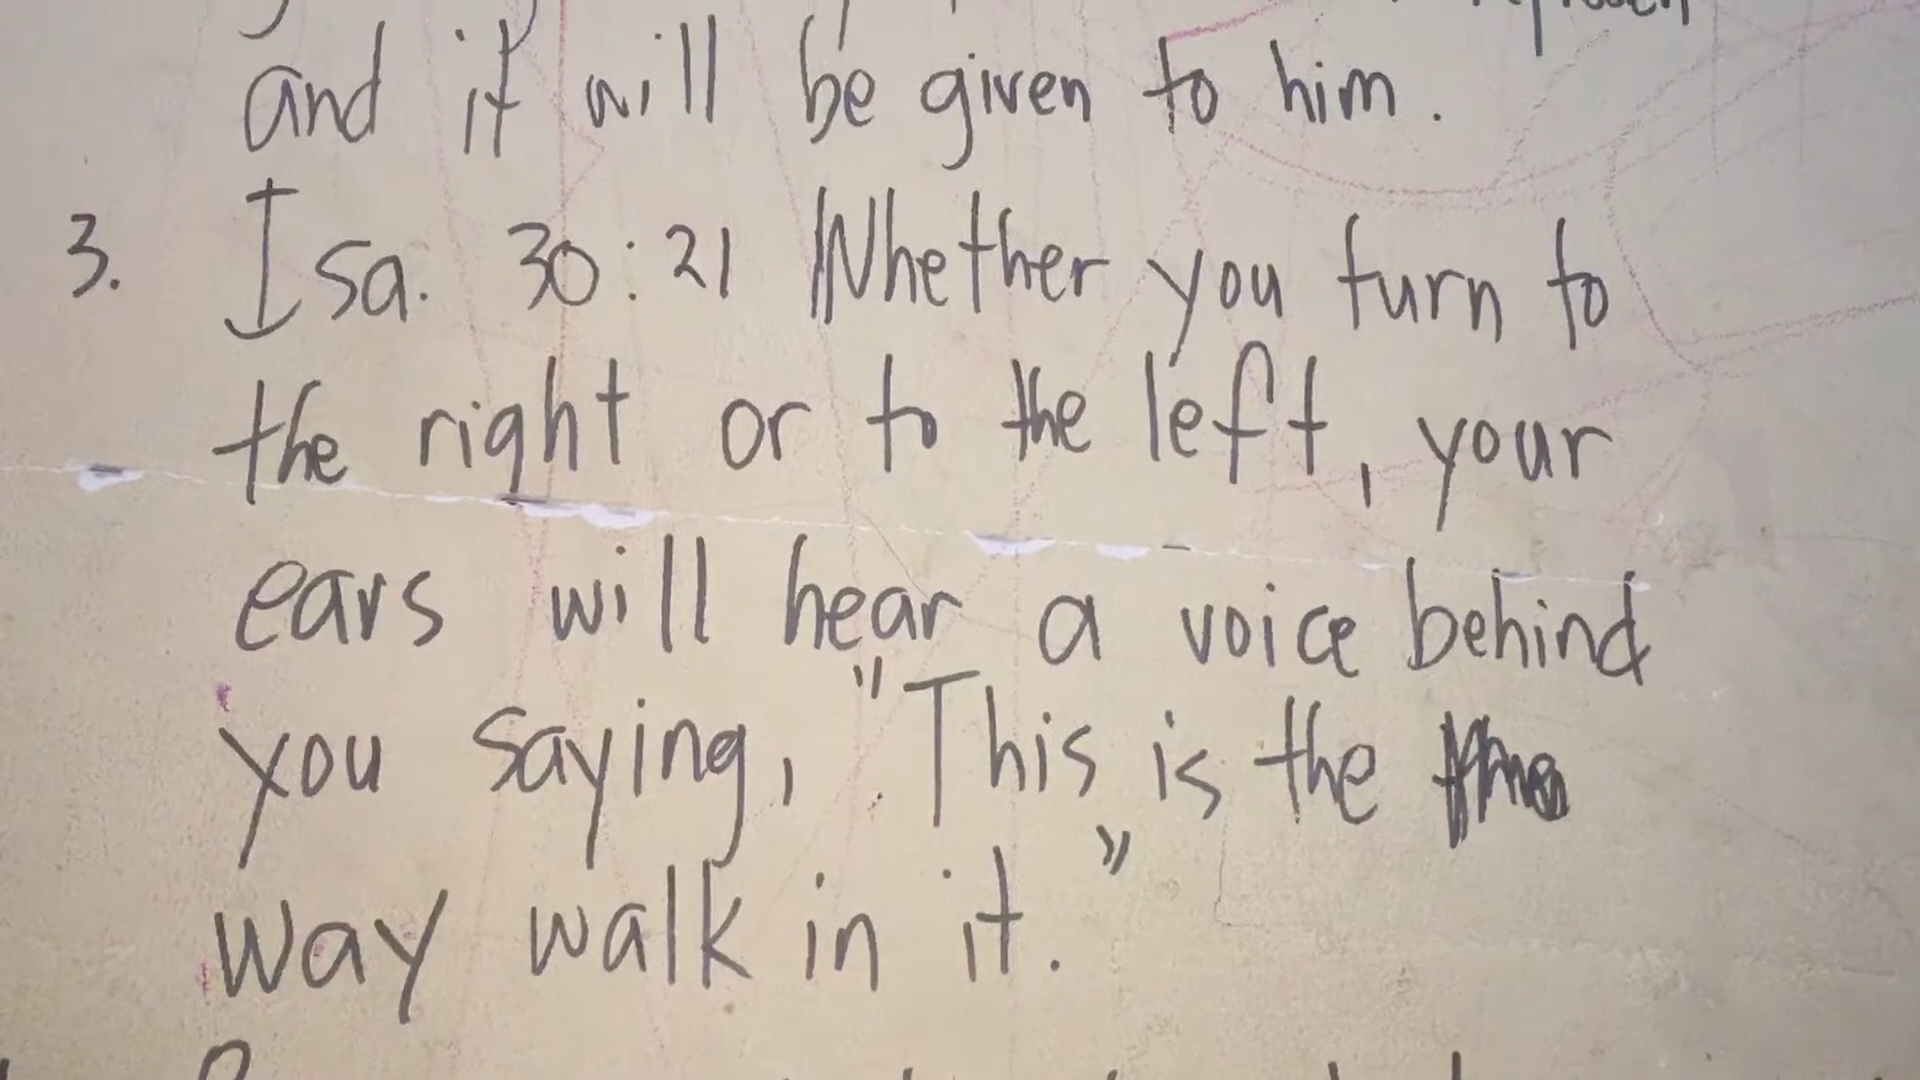 and it will be given to him.
3. Isa. 30:21 Whether you turn to
the right or to the left, your
ears will hear a voice behind
you saying, "This is the
way walk in it."